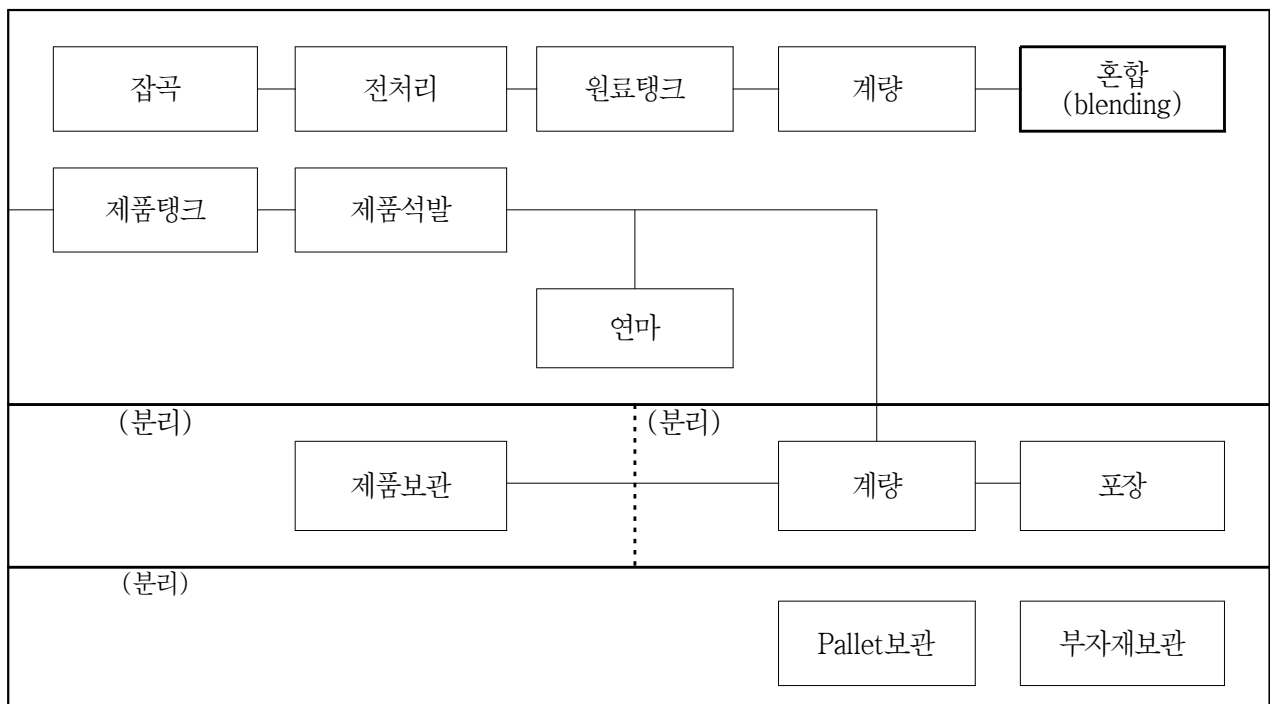 잡곡
전처리
원료탱크
계량
혼합
(blending)
제품탱크
제품석발
연마
(분리)
(분리)
제품보관
계량
포장
(분리)
Pallet보관
부자재보관